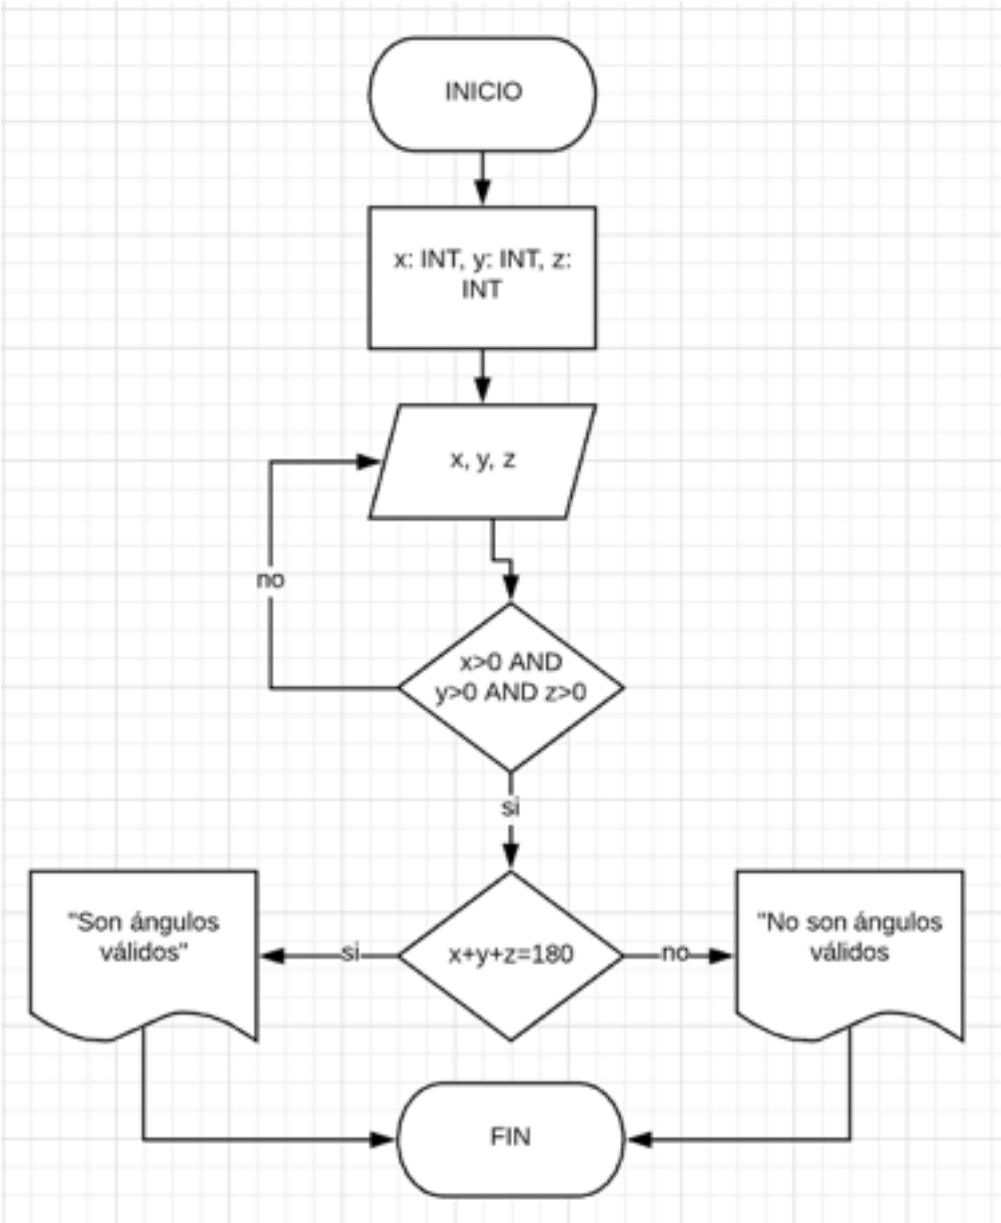 INICIO
x: INT, y: INT, z:
INT
x, y, z
no
x>0 AND
y>0 AND z>0
si
"Son ángulos
válidos"
si
x+y+z=180
no
"No son ángulos
válidos
FIN